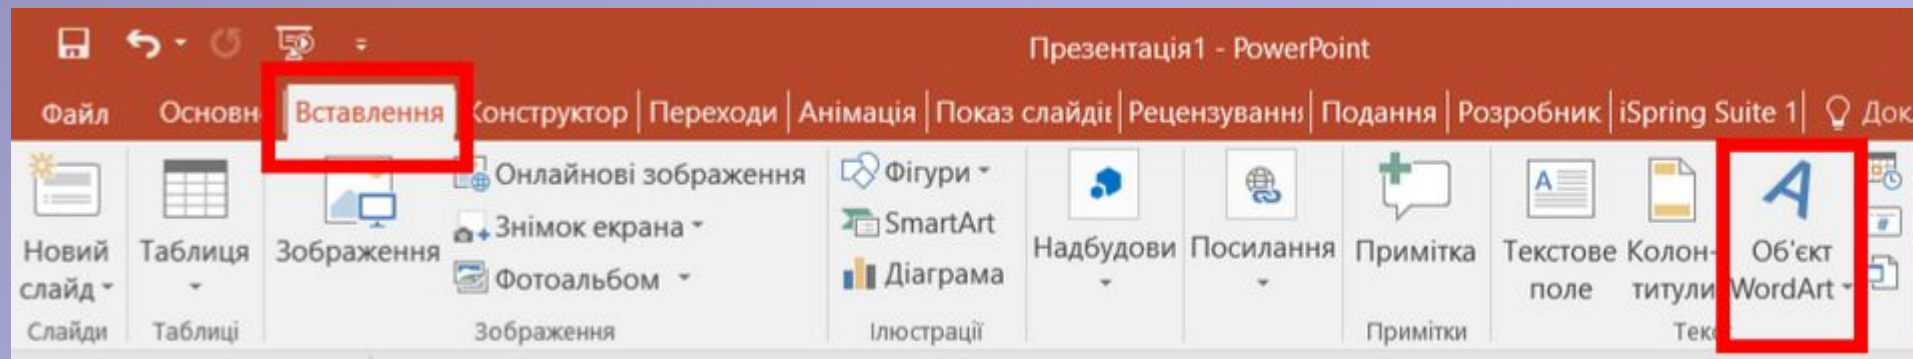 Презентація1 - PowerPoint
Файл Основн Вставлення Конструктор Переходи Анімація Показ слайдів Рецензування Подання Розробник iSpring Suite 1 Док
Онлайнові зображення
Знімок екрана
Фотоальбом
Фігури
SmartArt
Діаграма
Новий слайд
Таблиця
Зображення
Надбудови
Посилання
Примітка
Текстове поле
Колон-
титули
Об'єкт WordArt
Слайди Таблиці Зображення Ілюстрації Примітки Текс